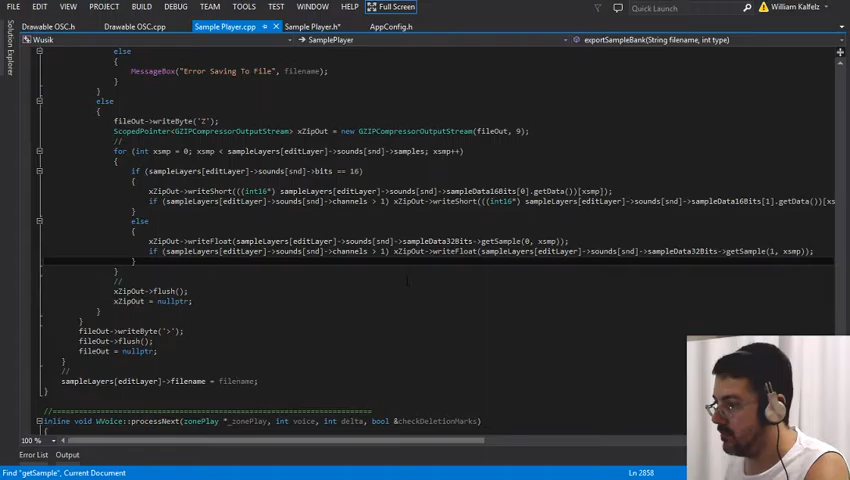 FILE EDIT VIEW PROJECT BUILD DEBUG TEAM TOOLS TEST WINDOW HELP Full Screen Quick Launch William Kalfelz
Drawable OSC.h Drawable OSC.cpp Sample Player.cpp Sample Player.h* AppConfig.h
Solution Explorer
Wusik SamplePlayer exportSampleBank(String filename, int type)
else
{
MessageBox("Error Saving To File", filename);
}
}
else
{
fileOut->writeByte('Z');
ScopedPointer<GZIPCompressorOutputStream> xZipOut = new GZIPCompressorOutputStream(fileOut, 9);
//
for (int xsmp = 0; xsmp < sampleLayers[editLayer]->sounds[snd]->samples; xsmp++)
{
if (sampleLayers[editLayer]->sounds[snd]->bits == 16)
{
xZipOut->writeShort(((int16*) sampleLayers[editLayer]->sounds[snd]->sampleData16Bits[0].getData())[xsmp]);
if (sampleLayers[editLayer]->sounds[snd]->channels > 1) xZipOut->writeShort(((int16*) sampleLayers[editLayer]->sounds[snd]->sampleData16Bits[1].getData())[xs
}
else
{
xZipOut->writeFloat(sampleLayers[editLayer]->sounds[snd]->sampleData32Bits->getSample(0, xsmp));
if (sampleLayers[editLayer]->sounds[snd]->channels > 1) xZipOut->writeFloat(sampleLayers[editLayer]->sounds[snd]->sampleData32Bits->getSample(1, xsmp));
}
}
//
xZipOut->flush();
xZipOut = nullptr;
}
}
fileOut->writeByte('>');
fileOut->flush();
fileOut = nullptr;
}
//
sampleLayers[editLayer]->filename = filename;
}
//==========================================================
inline void WVoice::processNext(zonePlay *_zonePlay, int voice, int delta, bool &checkDeletionMarks)
{
100 %
Error List Output
Find "getSample", Current Document Ln 2858